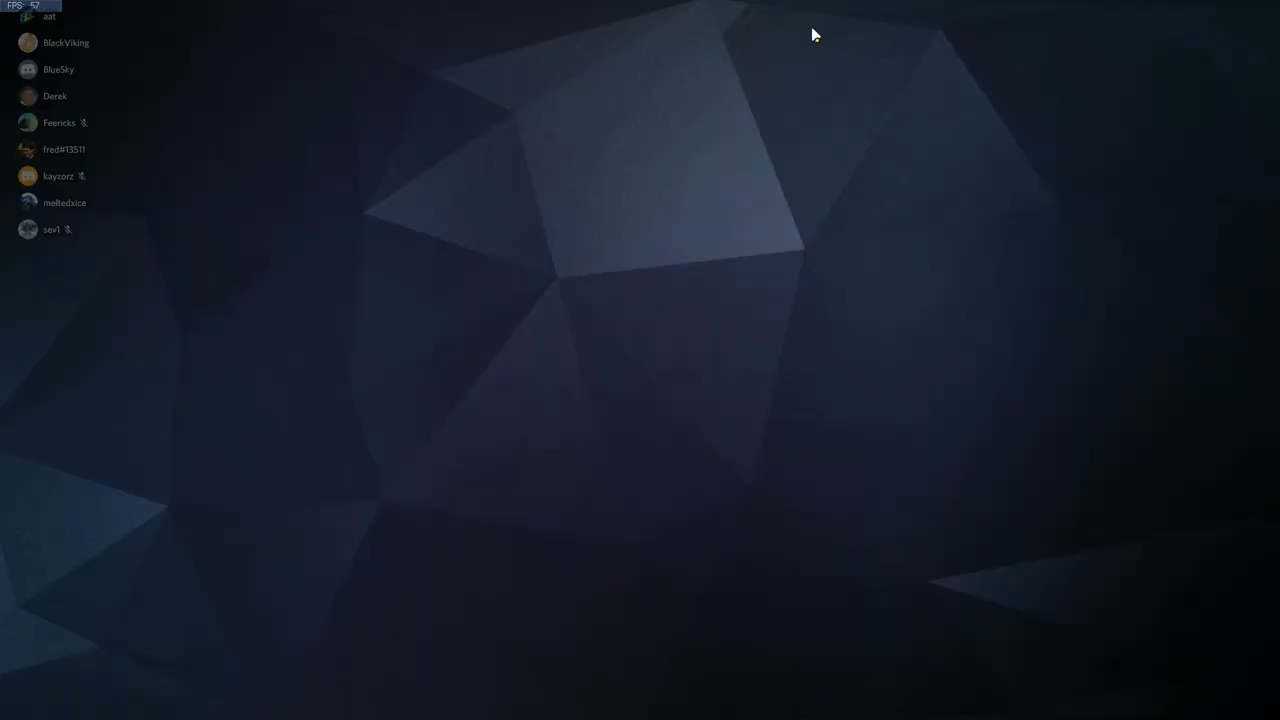 FPS 57
aat
BlackViking
BlueSky
Derek
Feericks
fred#13511
kayzorz
meltedxice
sev1